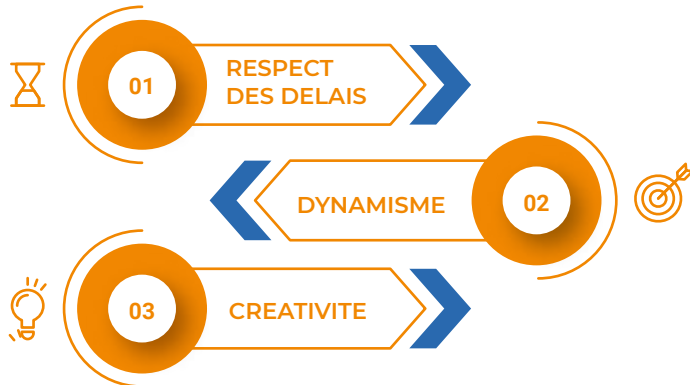 01
RESPECT
DES DELAIS
DYNAMISME
02
03
CREATIVITE